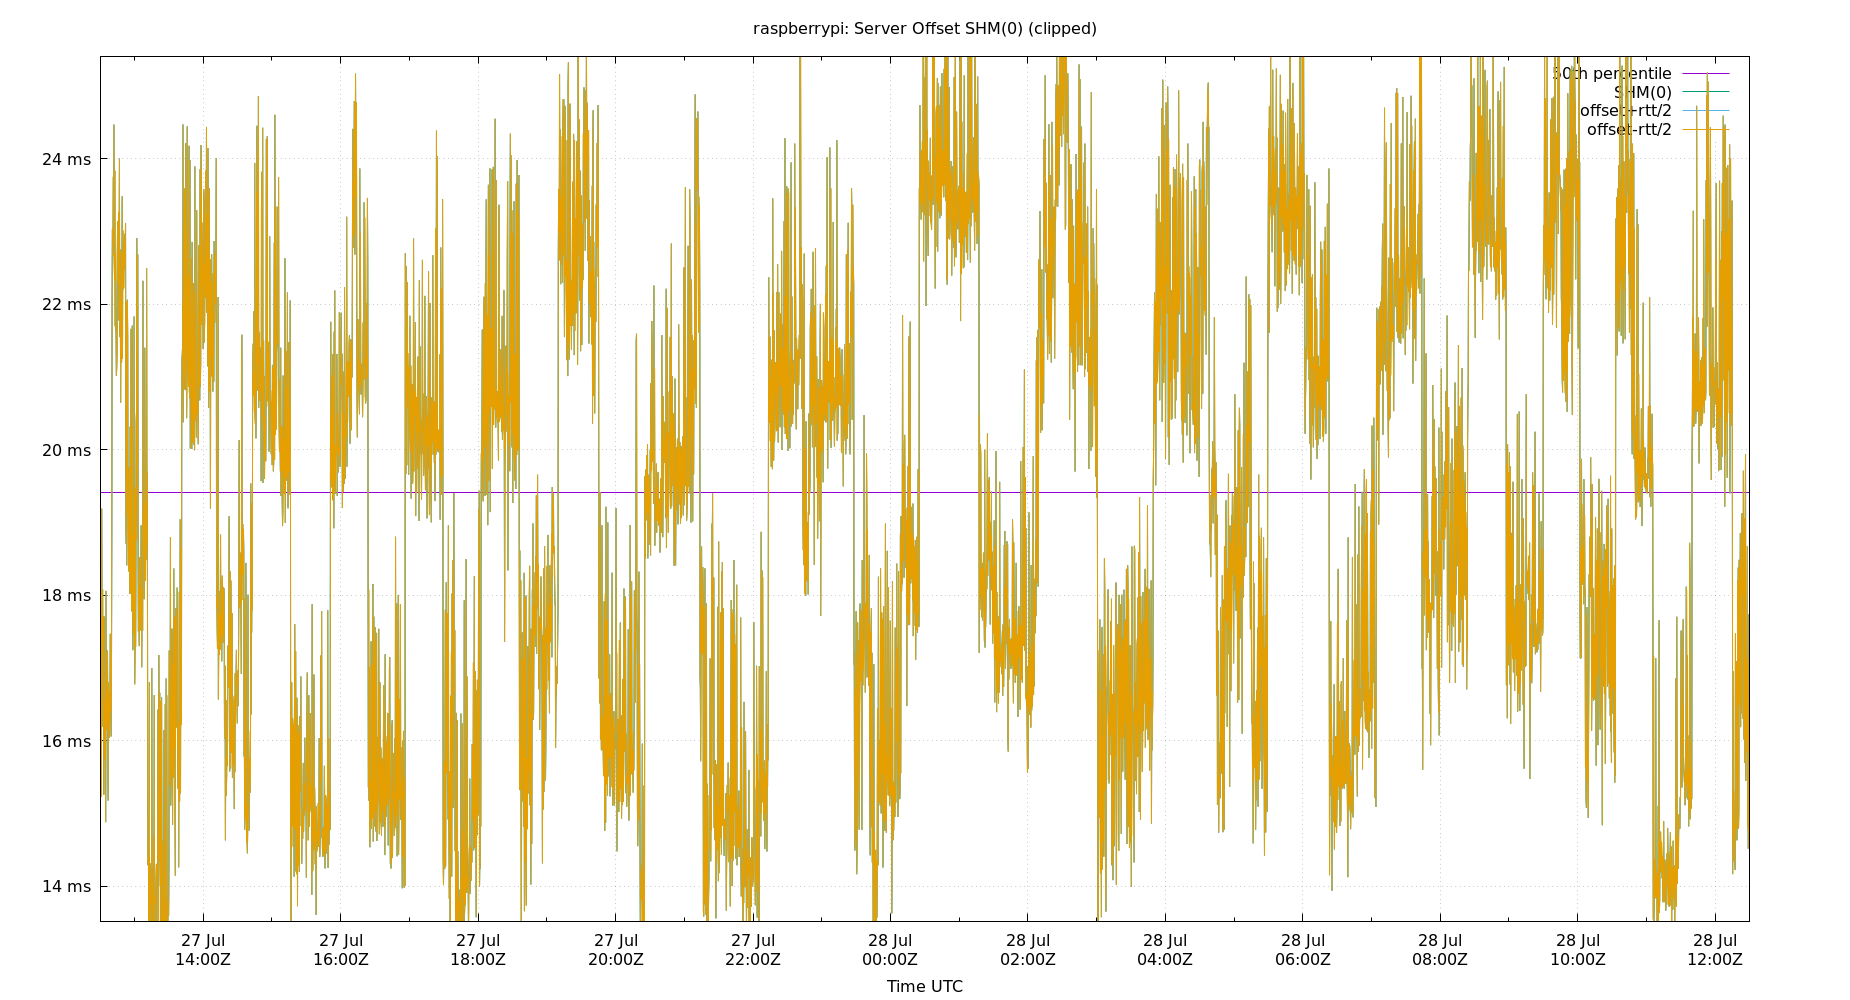 raspberrypi: Server Offset SHM(0) (clipped)
50th percentile
SHM(0)
offset+rtt/2
offset-rtt/2
24 ms
22 ms
20 ms
18 ms
16 ms
14 ms
27 Jul 27 Jul 27 Jul 27 Jul 27 Jul 28 Jul 28 Jul 28 Jul 28 Jul 28 Jul 28 Jul 28 Jul
14:00Z 16:00Z 18:00Z 20:00Z 22:00Z 00:00Z 02:00Z 04:00Z 06:00Z 08:00Z 10:00Z 12:00Z
Time UTC